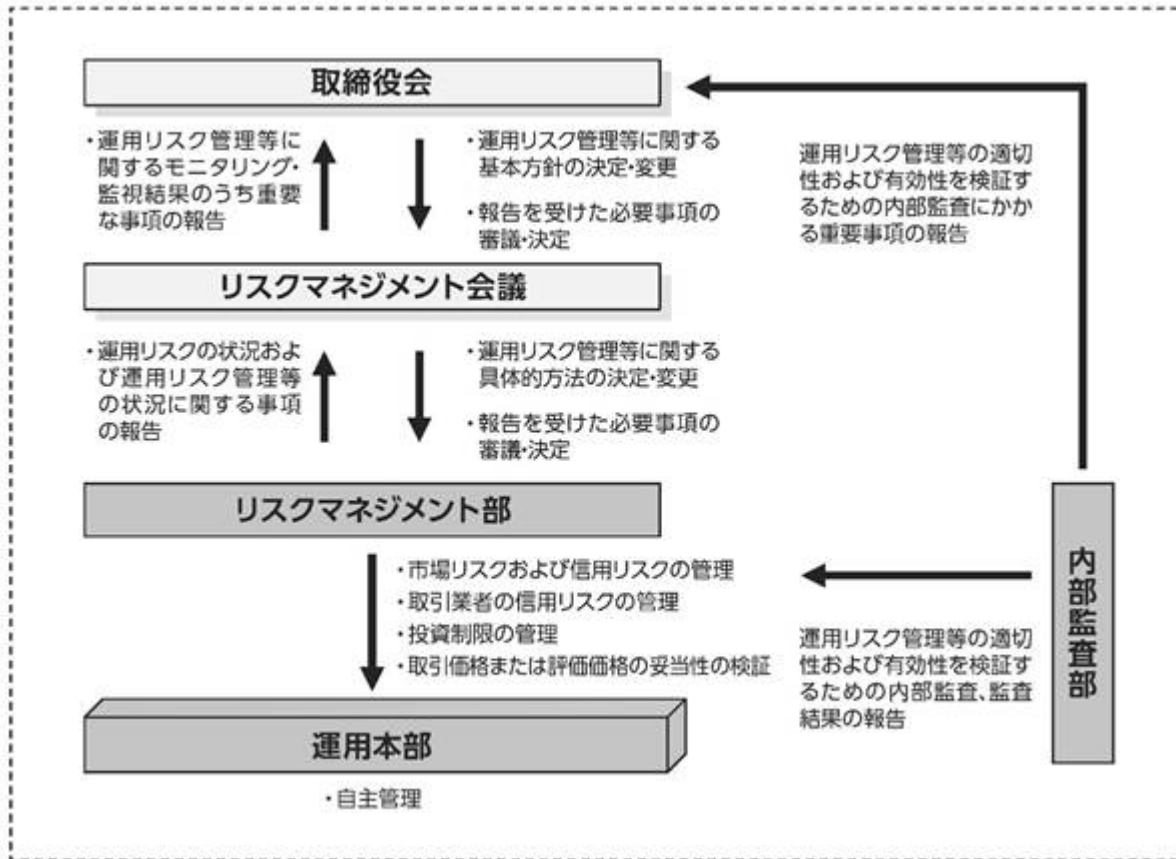 取締役会
・運用リスク管理等に
関するモニタリング・
監視結果のうち重要
な事項の報告
・運用リスク管理等に関する
基本方針の決定・変更
・報告を受けた必要事項の
審議・決定
運用リスク管理等の適切
性および有効性を検証す
るための内部監査にかか
る重要事項の報告
リスクマネジメント会議
・運用リスクの状況およ
び運用リスク管理等
の状況に関する事項
の報告
・運用リスク管理等に関する
具体的方法の決定・変更
・報告を受けた必要事項の
審議・決定
リスクマネジメント部
・市場リスクおよび信用リスクの管理
・取引業者の信用リスクの管理
・投資制限の管理
・取引価格または評価価格の妥当性の検証
運用リスク管理等の適切
性および有効性を検証す
るための内部監査、監査
結果の報告
内部監査部
運用本部
・自主管理